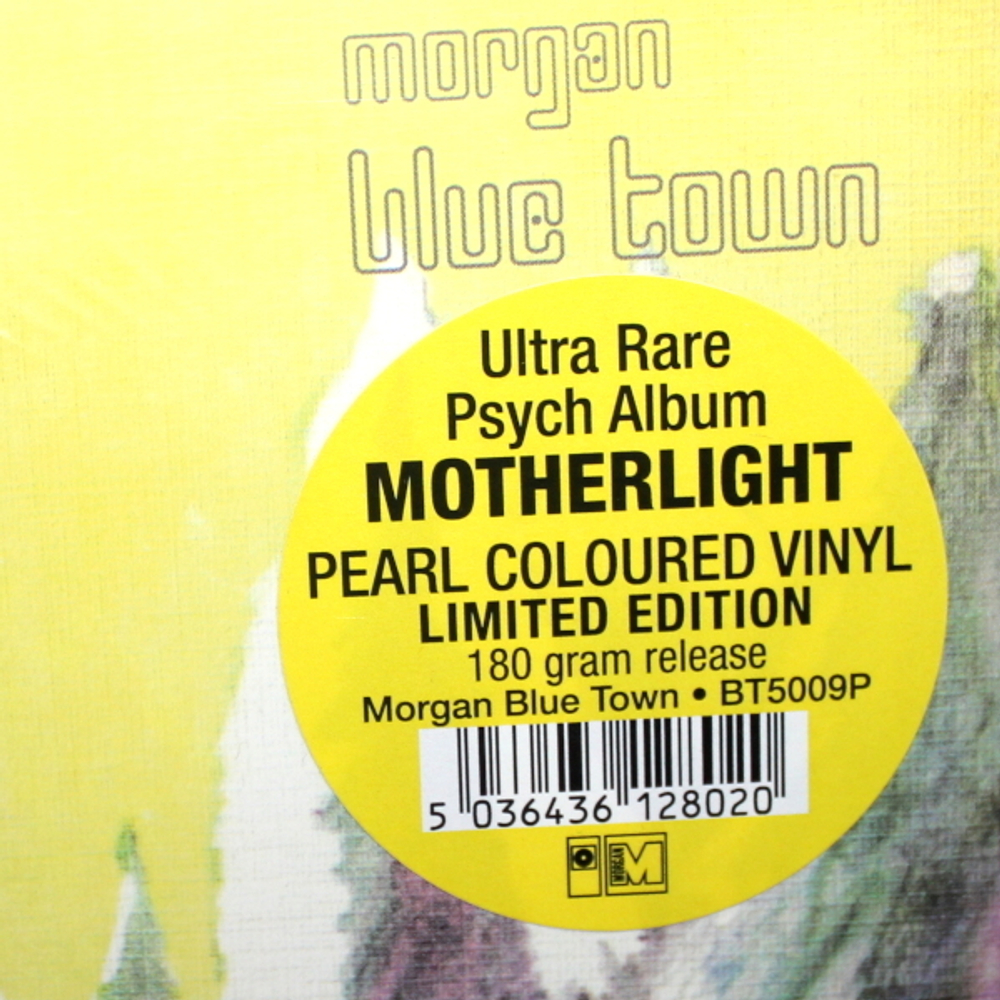 morgan
blue town
Ultra Rare
Psych Album
MOTHERLIGHT
PEARL COLOURED VINYL
LIMITED EDITION
180 gram release
Morgan Blue Town • BT5009P
5 036436 128020
MORGAN M